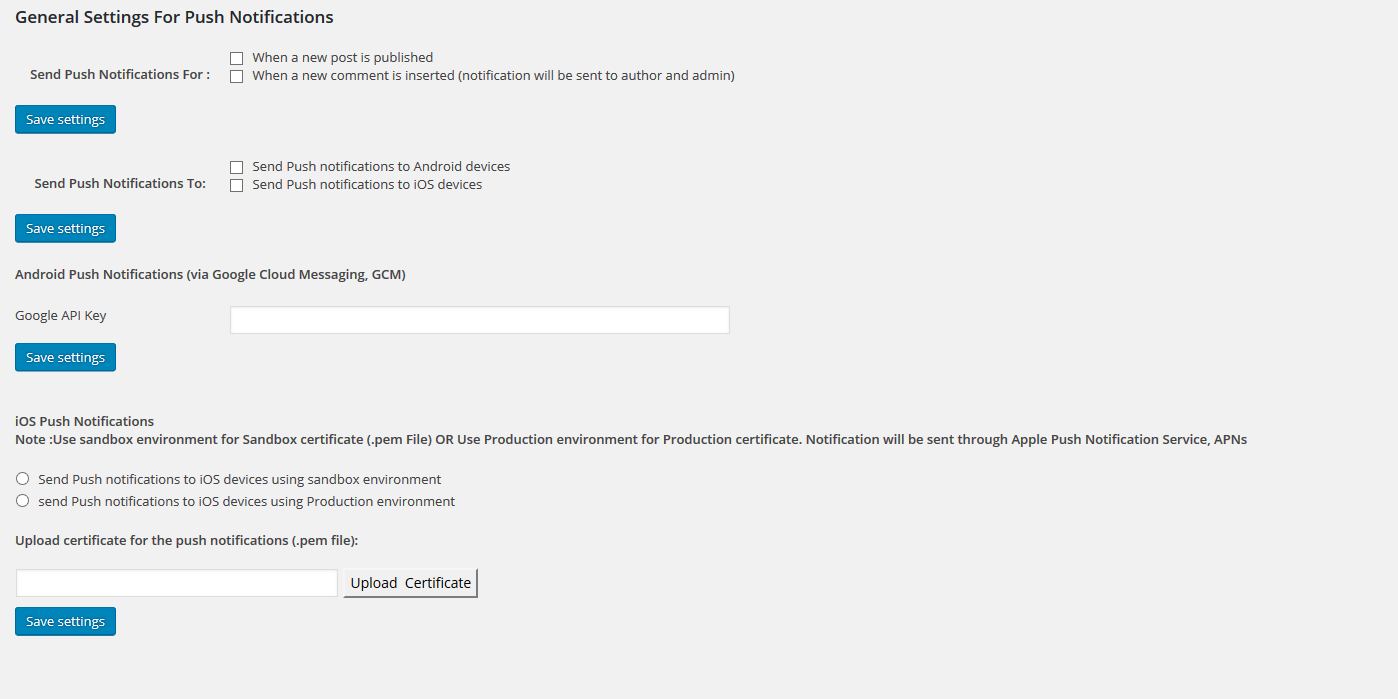 General Settings For Push Notifications
When a new post is published
Send Push Notifications For :
When a new comment is inserted (notification will be sent to author and admin)
Save settings
Send Push notifications to Android devices
Send Push Notifications To:
Send Push notifications to iOS devices
Save settings
Android Push Notifications (via Google Cloud Messaging, GCM)
Google API Key
Save settings
iOS Push Notifications
Note :Use sandbox environment for Sandbox certificate (.pem File) OR Use Production environment for Production certificate. Notification will be sent through Apple Push Notification Service, APNs
Send Push notifications to iOS devices using sandbox environment
send Push notifications to iOS devices using Production environment
Upload certificate for the push notifications (.pem file):
Upload  Certificate
Save settings